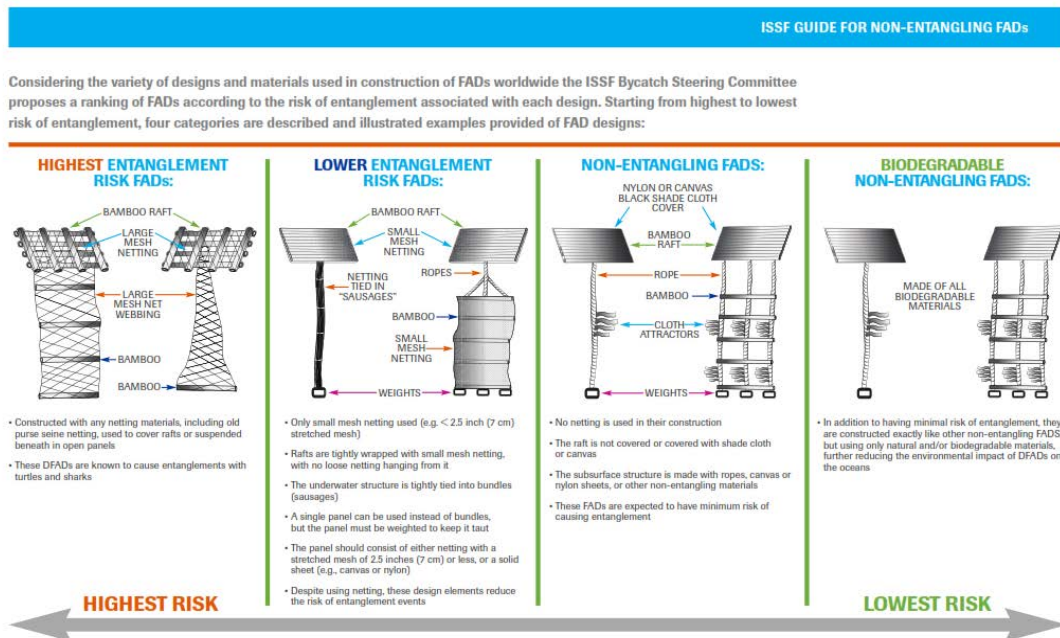 ISSF GUIDE FOR NON-ENTANGLING FADs
Considering the variety of designs and materials used in construction of FADs worldwide the ISSF Bycatch Steering Committee
proposes a ranking of FADs according to the risk of entanglement associated with each design. Starting from highest to lowest
risk of entanglement, four categories are described and illustrated examples provided of FAD designs:
HIGHEST ENTANGLEMENT
RISK FADs:
BAMBOO RAFT
LARGE
MESH
NETTING
LARGE
MESH NET
WEBBING
BAMBOO
BAMBOO
• Constructed with any netting materials, including old
purse seine netting, used to cover rafts or suspended
beneath in open panels
• These DFADs are known to cause entanglements with
turtles and sharks
LOWER ENTANGLEMENT
RISK FADs:
BAMBOO RAFT
SMALL
MESH
NETTING
ROPES
NETTING
TIED IN
"SAUSAGES"
BAMBOO
SMALL
MESH
NETTING
WEIGHTS
• Only small mesh netting used (e.g. < 2.5 inch (7 cm)
stretched mesh)
• Rafts are tightly wrapped with small mesh netting,
with no loose netting hanging from it
• The underwater structure is tightly tied into bundles
(sausages)
• A single panel can be used instead of bundles,
but the panel must be weighted to keep it taut
• The panel should consist of either netting with a
stretched mesh of 2.5 inches (7 cm) or less, or a solid
sheet (e.g., canvas or nylon)
• Despite using netting, these design elements reduce
the risk of entanglement events
NON-ENTANGLING FADS:
NYLON OR CANVAS
BLACK SHADE CLOTH
COVER
BAMBOO
RAFT
ROPE
BAMBOO
CLOTH
ATTRACTORS
WEIGHTS
• No netting is used in their construction
• The raft is not covered or covered with shade cloth
or canvas
• The subsurface structure is made with ropes, canvas or
nylon sheets, or other non-entangling materials
• These FADs are expected to have minimum risk of
causing entanglement
BIODEGRADABLE
NON-ENTANGLING FADS:
MADE OF ALL
BIODEGRADABLE
MATERIALS
• In addition to having minimal risk of entanglement, they
are constructed exactly like other non-entangling FADS
but using only natural and/or biodegradable materials,
further reducing the environmental impact of DFADs on
the oceans
HIGHEST RISK
LOWEST RISK